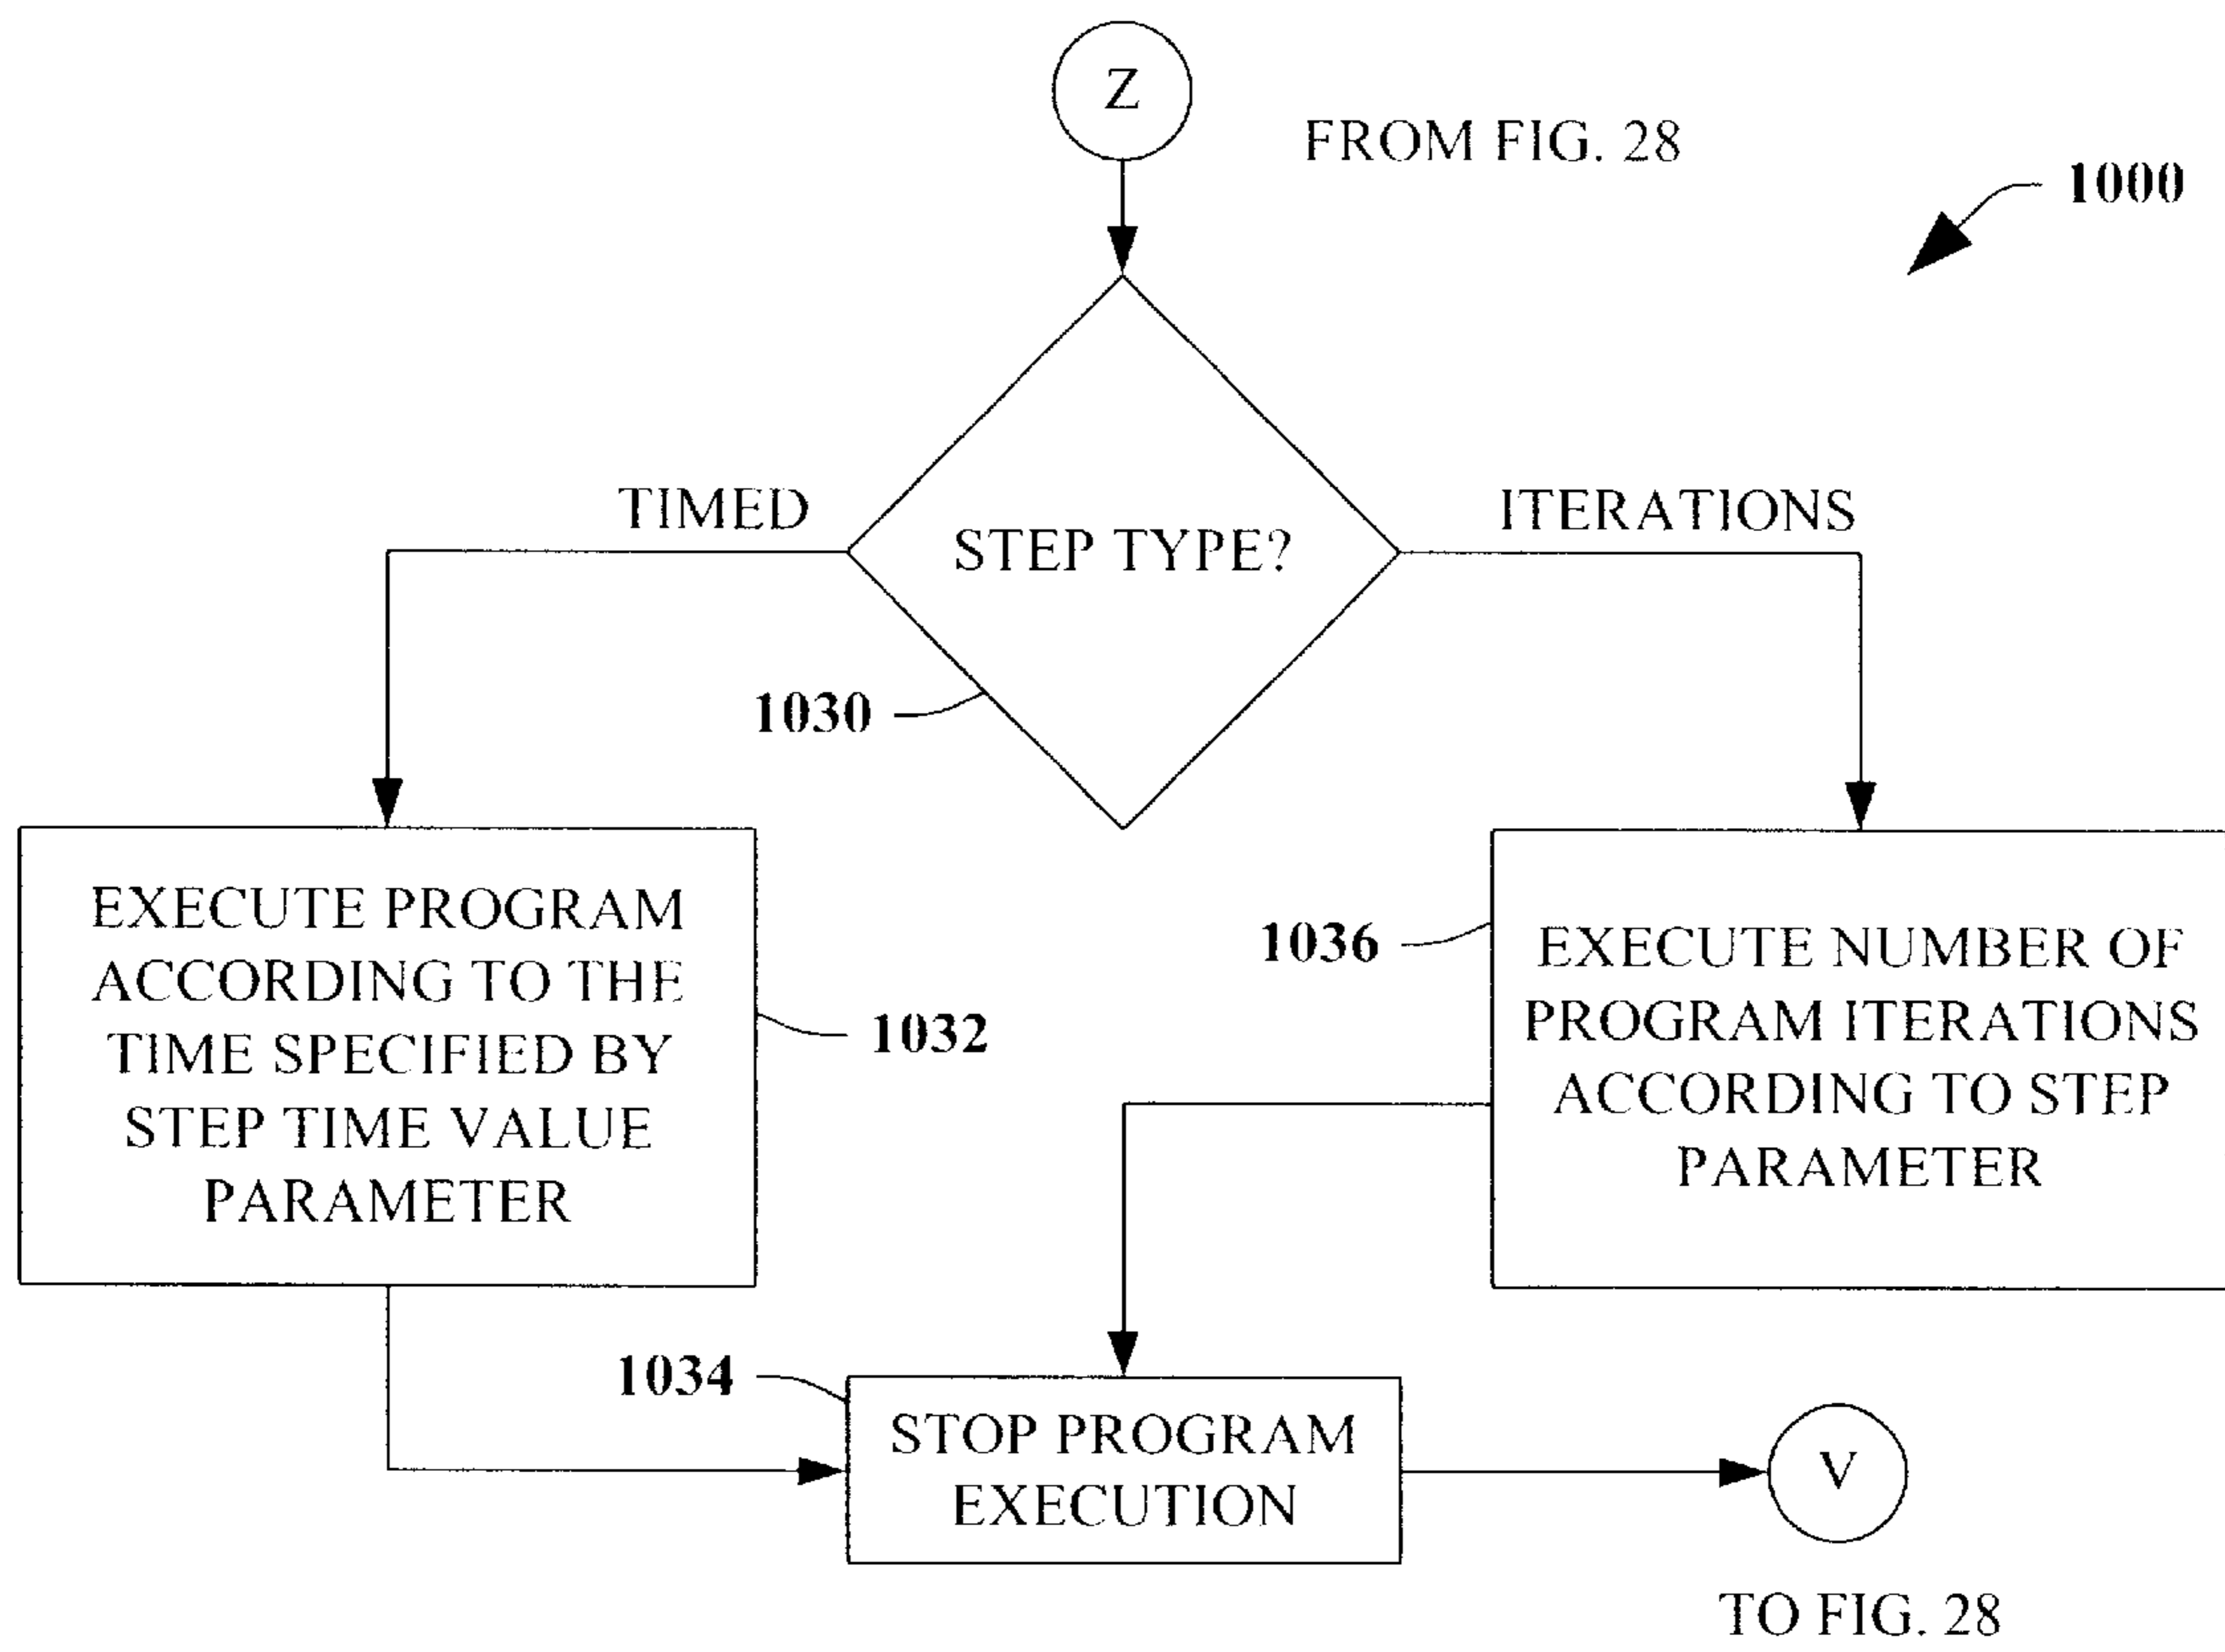 Z
FROM FIG. 28
1000
TIMED
ITERATIONS
STEP TYPE?
1030
EXECUTE PROGRAM
ACCORDING TO THE
TIME SPECIFIED BY
STEP TIME VALUE
PARAMETER
1032
1036
EXECUTE NUMBER OF
PROGRAM ITERATIONS
ACCORDING TO STEP
PARAMETER
1034
STOP PROGRAM
EXECUTION
V
TO FIG. 28